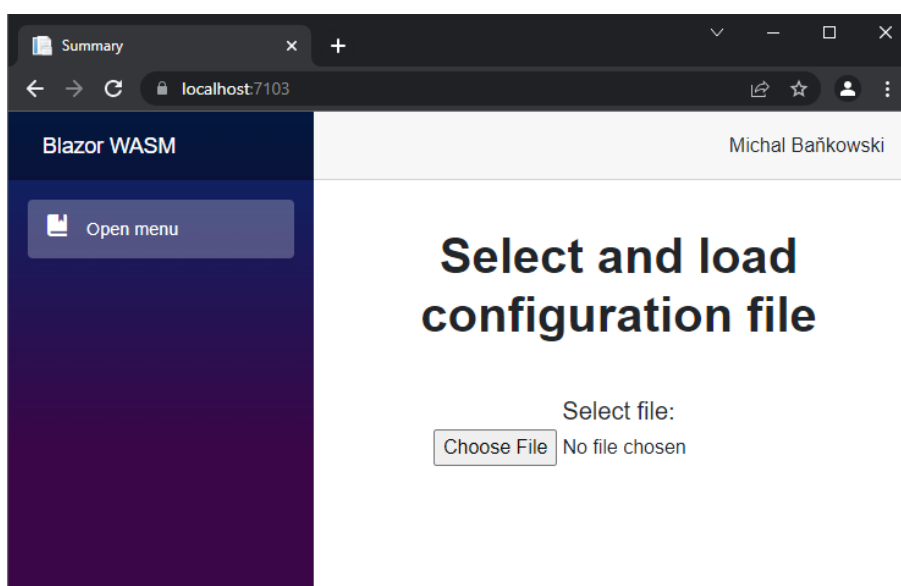 Summary
localhost:7103
Blazor WASM
Michal Baňkowski
Open menu
Select and load
configuration file
Select file:
Choose File No file chosen